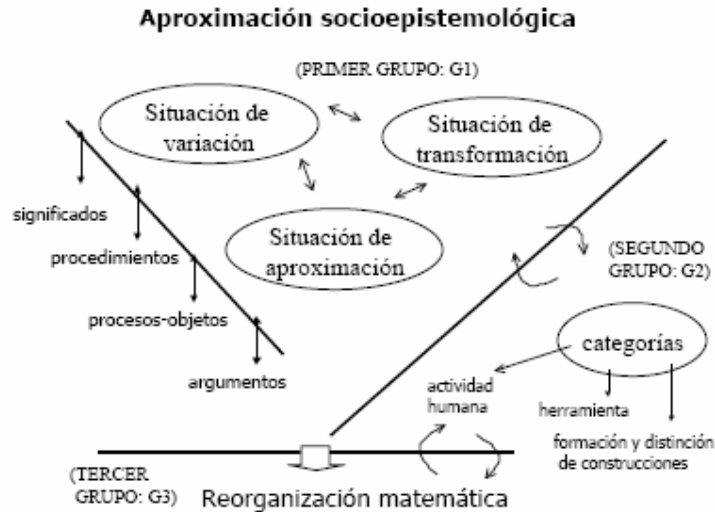 Aproximación socioepistemológica
(PRIMER GRUPO: G1)
Situación de
variación
Situación de
transformación
Situación de
aproximación
significados
procedimientos
procesos-objetos
argumentos
(SEGUNDO
GRUPO: G2)
categorías
actividad
humana
herramienta
formación y distinción
de construcciones
(TERCER
GRUPO: G3)
Reorganización matemática